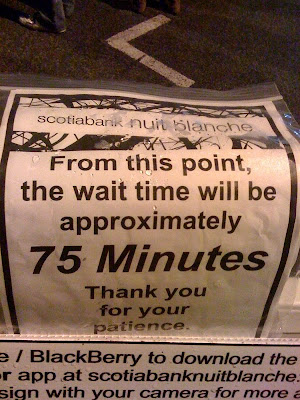 scotiabank nuit blanche
From this point,
the wait time will be
approximately
75 Minutes
Thank you
for your
patience.
e / BlackBerry to download the
or app at scotiabanknuitblanche.
sign with your camera for more a